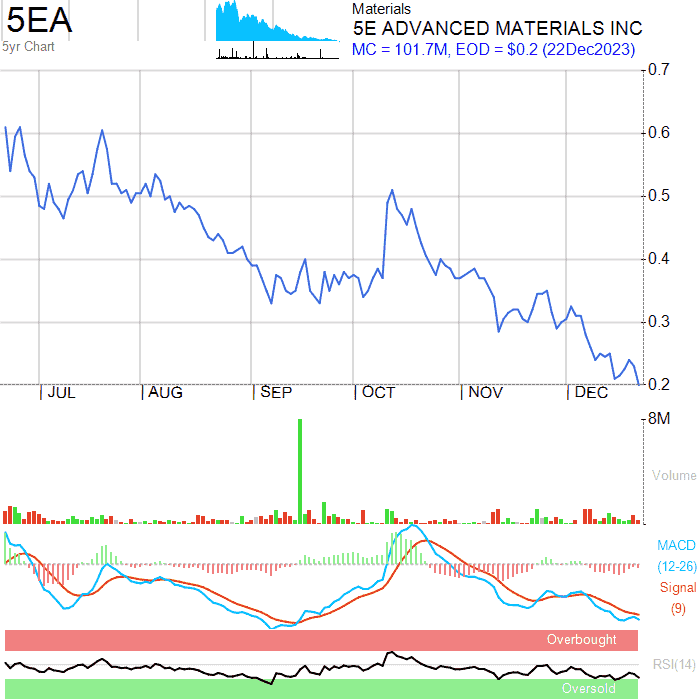 5EA
5yr Chart
Materials
5E ADVANCED MATERIALS INC
MC = 101.7M, EOD = $0.2 (22Dec2023)
0.7
0.6
0.5
0.4
0.3
0.2
JUL AUG SEP OCT NOV DEC
8M
Volume
MACD
(12-26)
Signal
(9)
Overbought
RSI(14)
Oversold